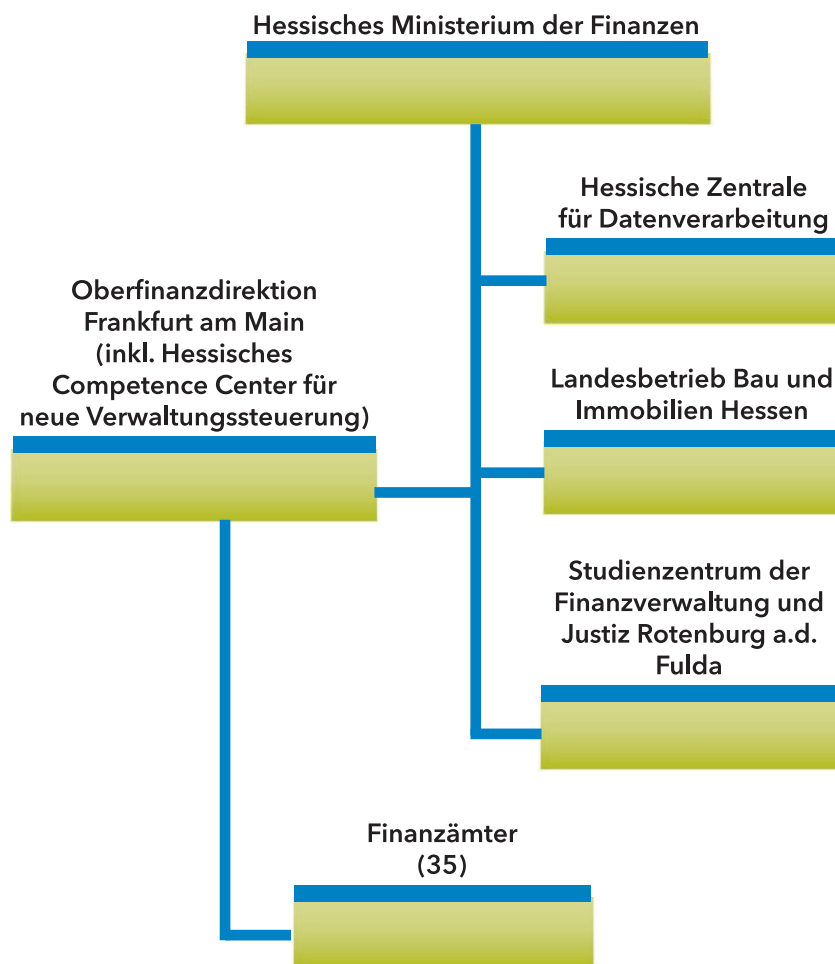 Hessisches Ministerium der Finanzen
Hessische Zentrale
für Datenverarbeitung
Oberfinanzdirektion
Frankfurt am Main
(inkl. Hessisches
Competence Center für
neue Verwaltungssteuerung)
Landesbetrieb Bau und
Immobilien Hessen
Studienzentrum der
Finanzverwaltung und
Justiz Rotenburg a.d.
Fulda
Finanzämter
(35)